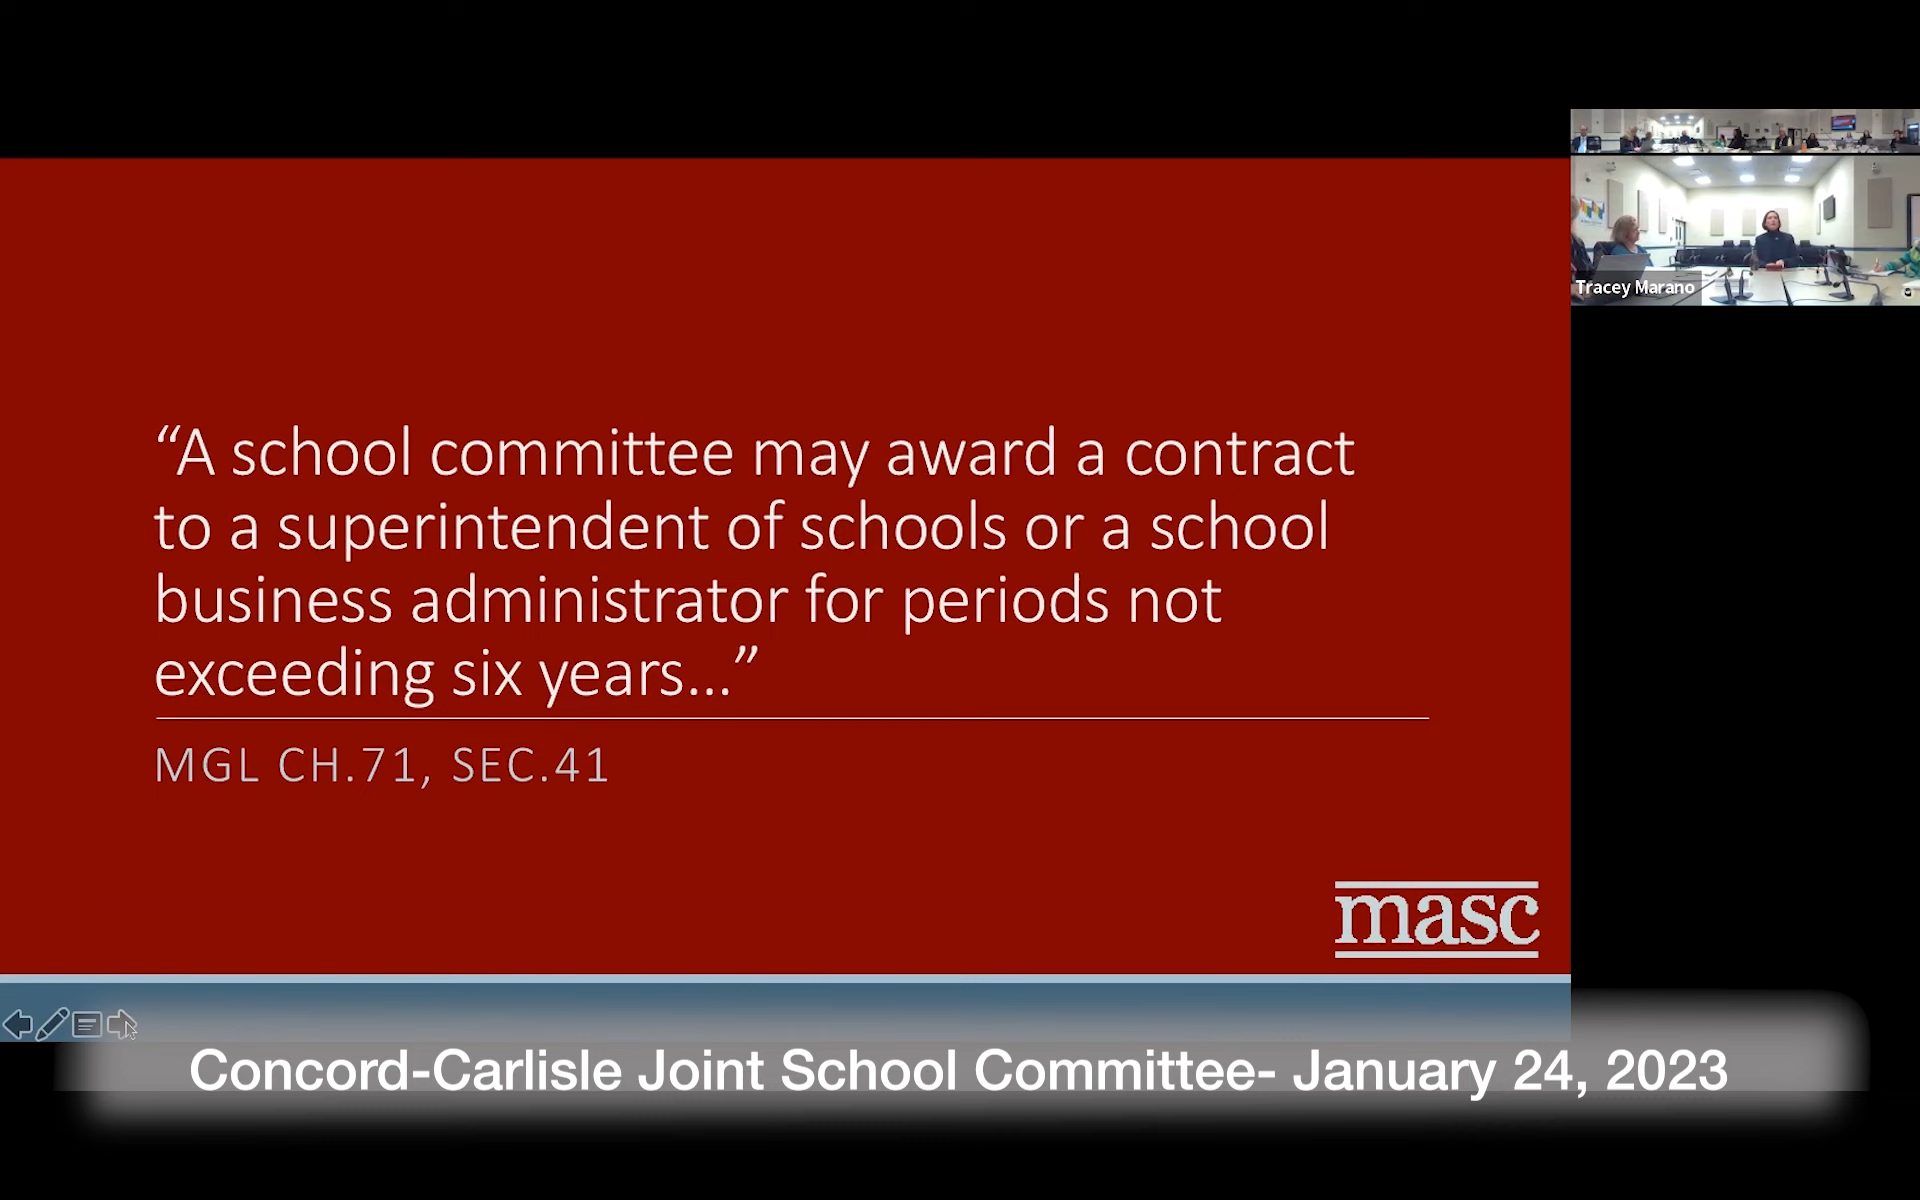 Tracey Marano
“A school committee may award a contract
to a superintendent of schools or a school
business administrator for periods not
exceeding six years…”
MGL CH.71, SEC.41
masc
Concord-Carlisle Joint School Committee- January 24, 2023